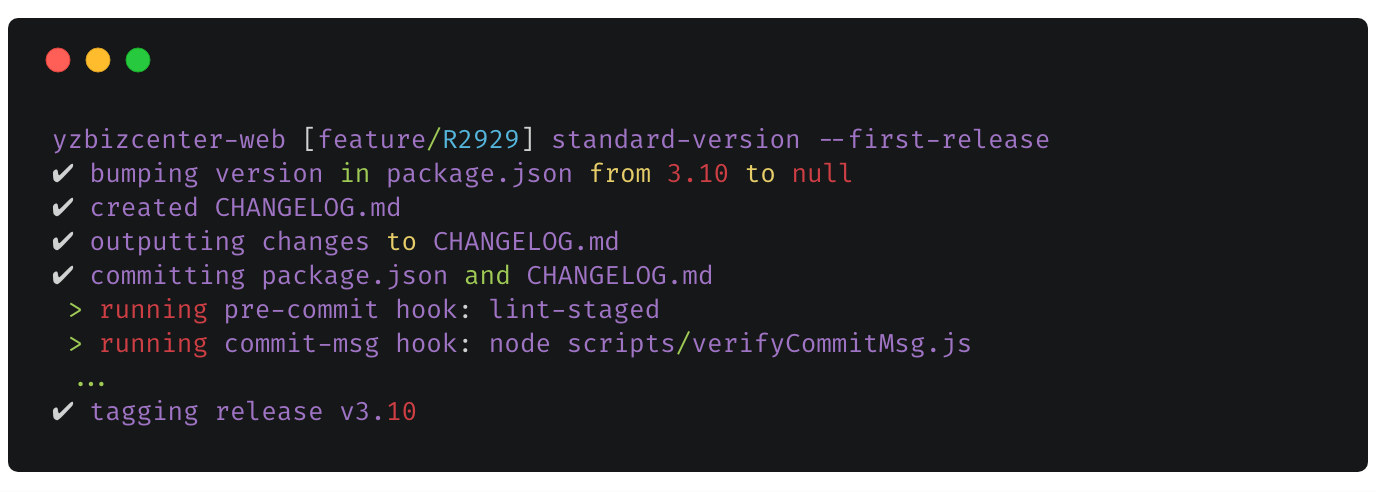 yzbizcenter-web [feature/R2929] standard-version --first-release
✔ bumping version in package.json from 3.10 to null
✔ created CHANGELOG.md
✔ outputting changes to CHANGELOG.md
✔ committing package.json and CHANGELOG.md
> running pre-commit hook: lint-staged
> running commit-msg hook: node scripts/verifyCommitMsg.js
...
✔ tagging release v3.10